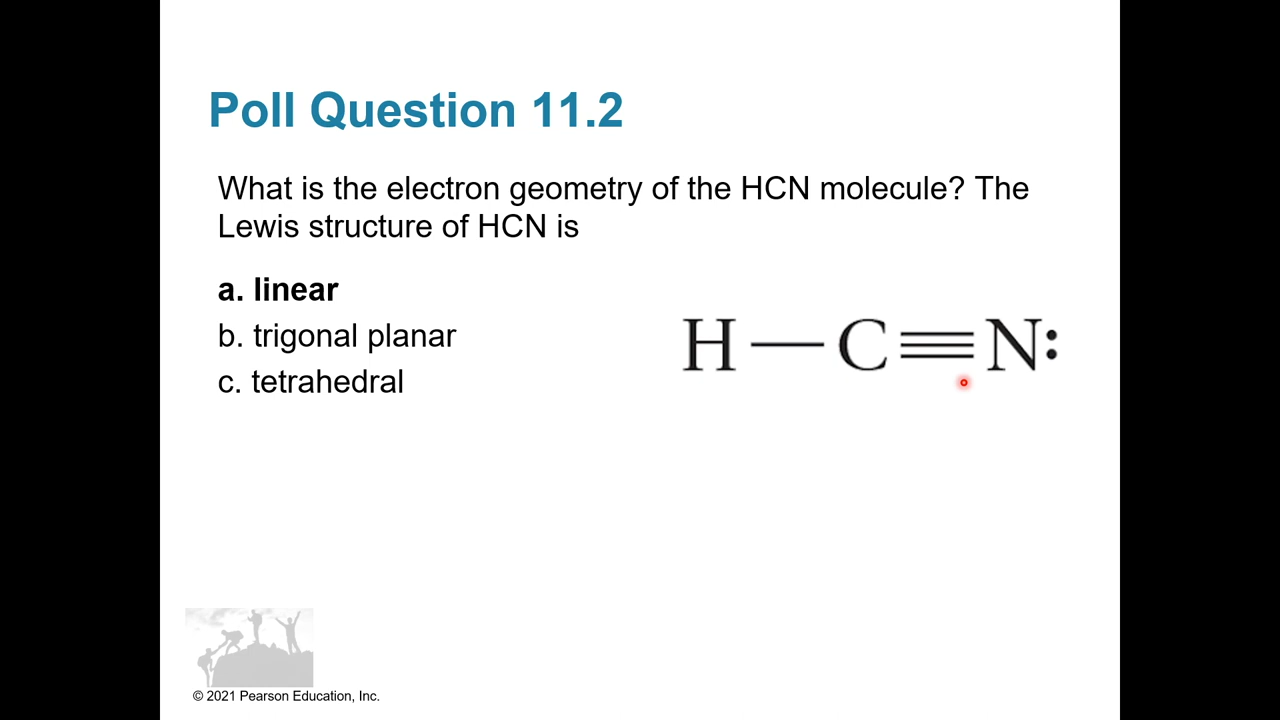 Poll Question 11.2
What is the electron geometry of the HCN molecule? The
Lewis structure of HCN is
a. linear
b. trigonal planar
c. tetrahedral
H — C ≡ N:
© 2021 Pearson Education, Inc.